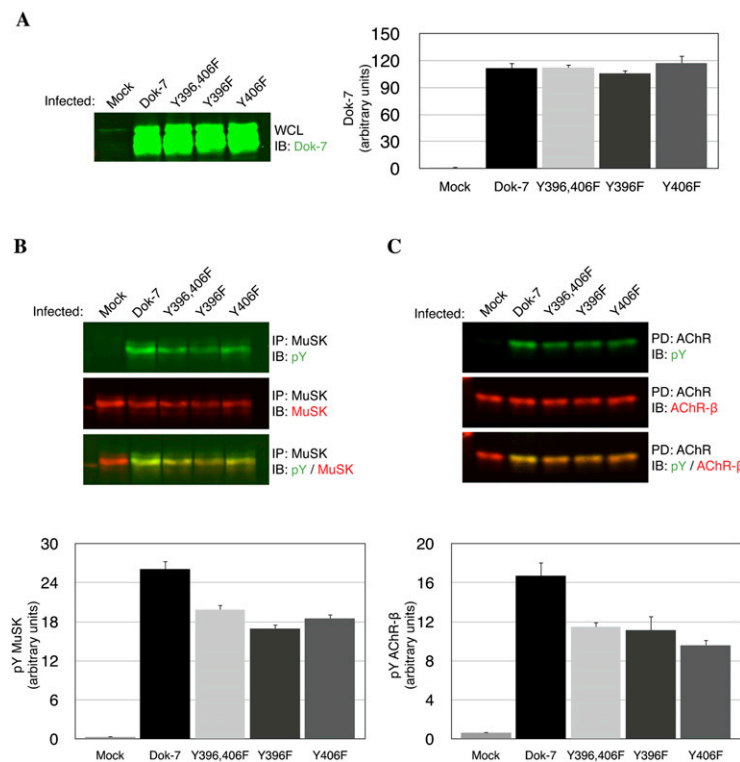 A
Infected:
Mock
Dok-7
Y396,406F
Y396F
Y406F
WCL
IB: Dok-7
Dok-7
(arbitrary units)
150
120
90
60
30
0
Mock Dok-7 Y396,406F Y396F Y406F
B
Infected:
Mock
Dok-7
Y396,406F
Y396F
Y406F
IP: MuSK
IB: pY
IP: MuSK
IB: MuSK
IP: MuSK
IB: pY / MuSK
pY MuSK
(arbitrary units)
30
24
18
12
6
0
Mock Dok-7 Y396,406F Y396F Y406F
C
Infected:
Mock
Dok-7
Y396,406F
Y396F
Y406F
PD: AChR
IB: pY
PD: AChR
IB: AChR-β
PD: AChR
IB: pY / AChR-β
pY AChR-β
(arbitrary units)
20
16
12
8
4
0
Mock Dok-7 Y396,406F Y396F Y406F